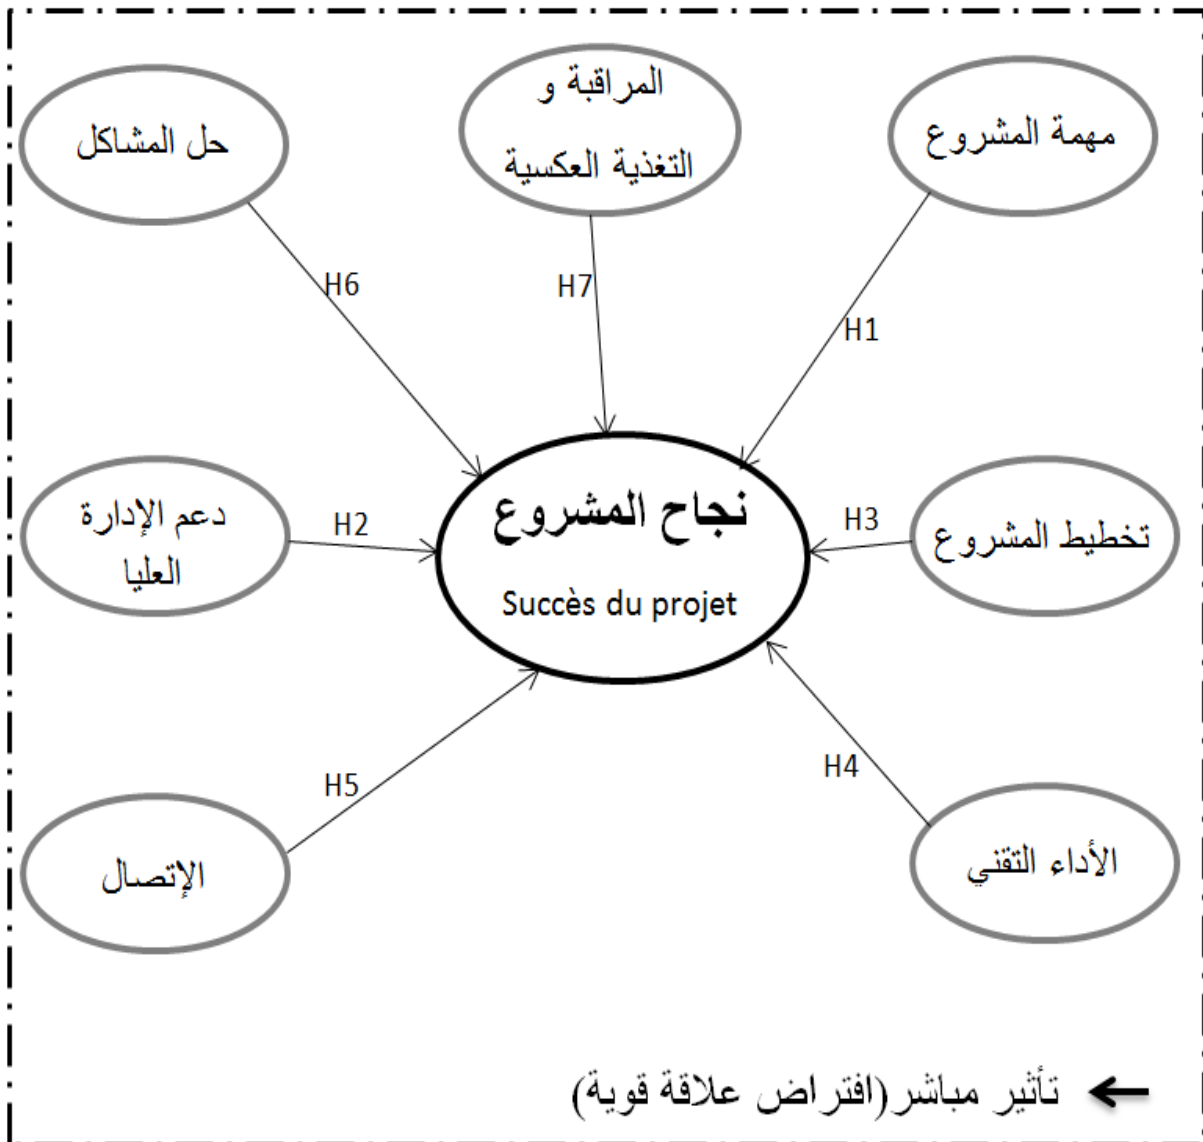 مهمة المشروع
المراقبة و
التغذية العكسية
حل المشاكل
H6
H7
H1
نجاح المشروع
Succès du projet
دعم الإدارة
العليا
H2
H3
تخطيط المشروع
H5
H4
الإتصال
الأداء التقني
تأثير مباشر(افتراض علاقة قوية)